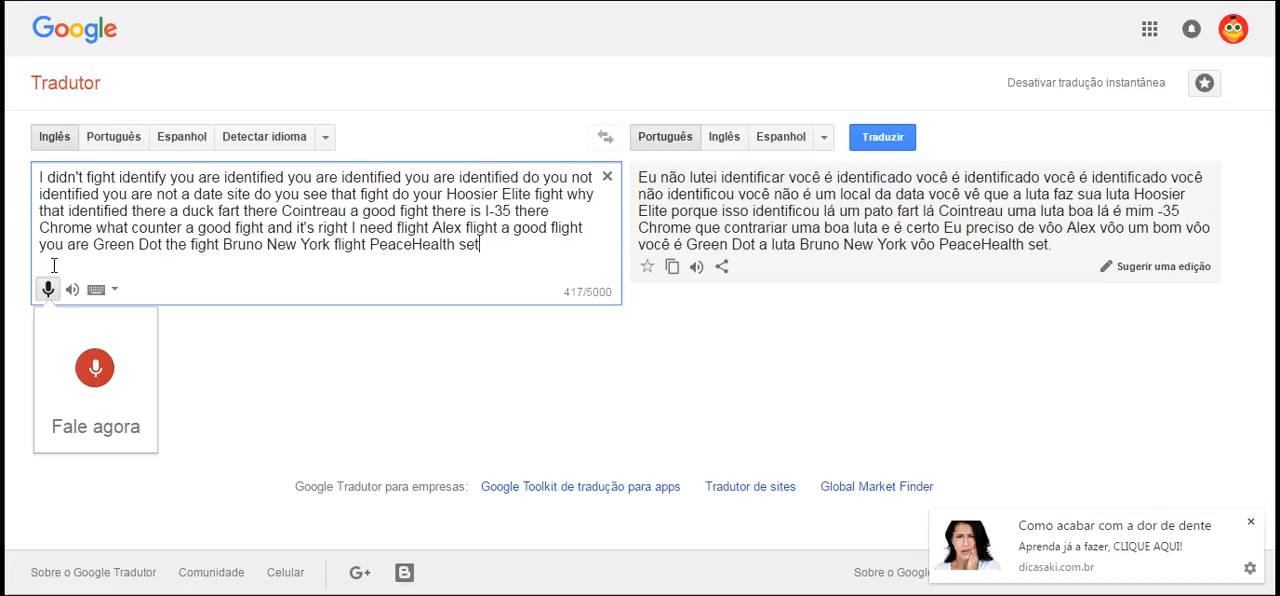 Google
Tradutor
Desativar tradução instantânea
Inglês Português Espanhol Detectar idioma
Português Inglês Espanhol Traduzir
I didn't fight identify you are identified you are identified you are identified do you not
identified you are not a date site do you see that fight do your Hoosier Elite fight why
that identified there a duck fart there Cointreau a good fight there is I-35 there
Chrome what counter a good fight and it's right I need flight Alex flight a good flight
you are Green Dot the fight Bruno New York flight PeaceHealth set
417/5000
Eu não lutei identificar você é identificado você é identificado você é identificado você
não identificou você não é um local da data você vê que a luta faz sua luta Hoosier
Elite porque isso identificou lá um pato fart lá Cointreau uma luta boa lá é mim -35
Chrome que contrariar uma boa luta e é certo Eu preciso de vôo Alex vôo um bom vôo
você é Green Dot a luta Bruno New York vôo PeaceHealth set.
Sugerir uma edição
Fale agora
Google Tradutor para empresas: Google Toolkit de tradução para apps Tradutor de sites Global Market Finder
Como acabar com a dor de dente
Aprenda já a fazer, CLIQUE AQUI!
dicasaki.com.br
Sobre o Google Tradutor Comunidade Celular G+ B Sobre o Google